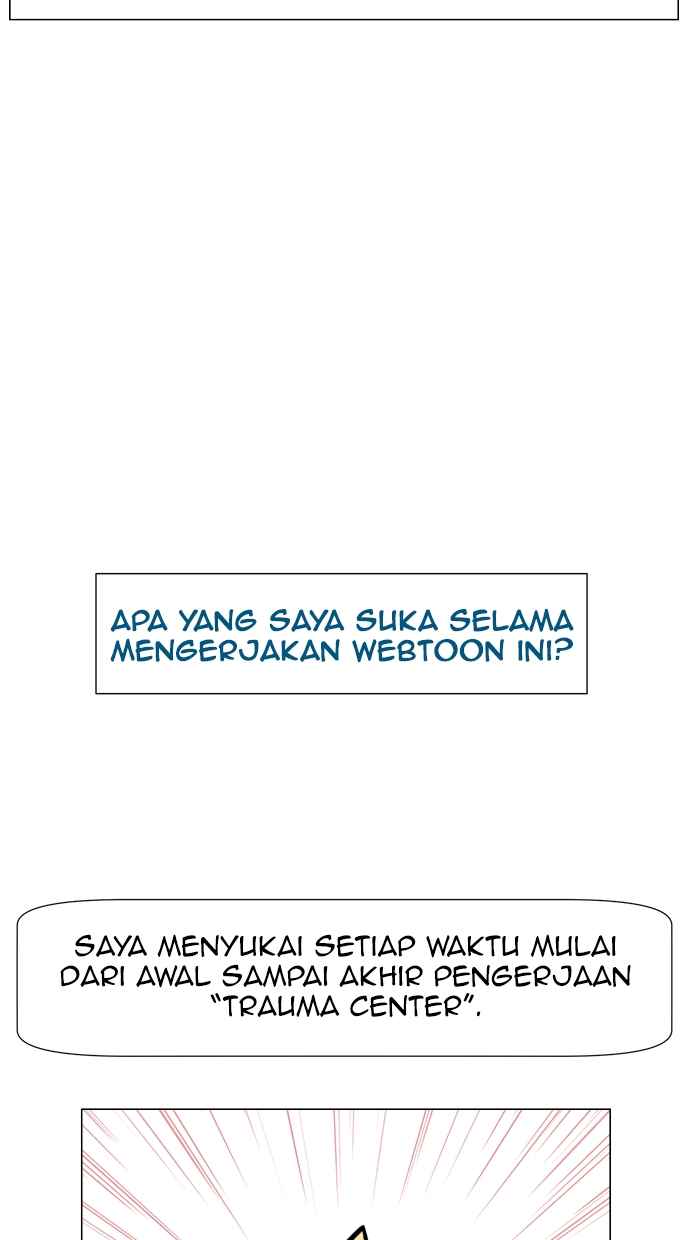 APA YANG SAYA SUKA SELAMA
MENGERJAKAN WEBTOON INI?
SAYA MENYUKAI SETIAP WAKTU MULAI
DARI AWAL SAMPAI AKHIR PENGERJAAN
“TRAUMA CENTER”.